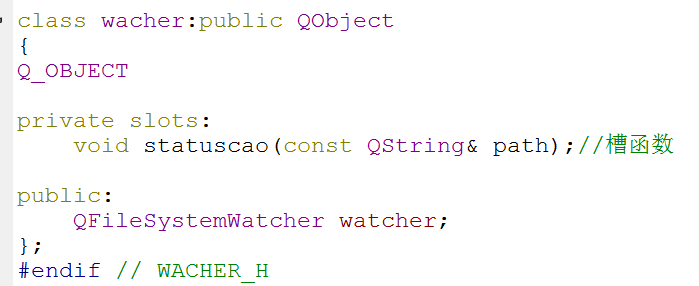 class wacher:public QObject
{
Q_OBJECT
private slots:
    void statuscao(const QString& path);//槽函数
public:
    QFileSystemWatcher watcher;
};
#endif // WACHER_H